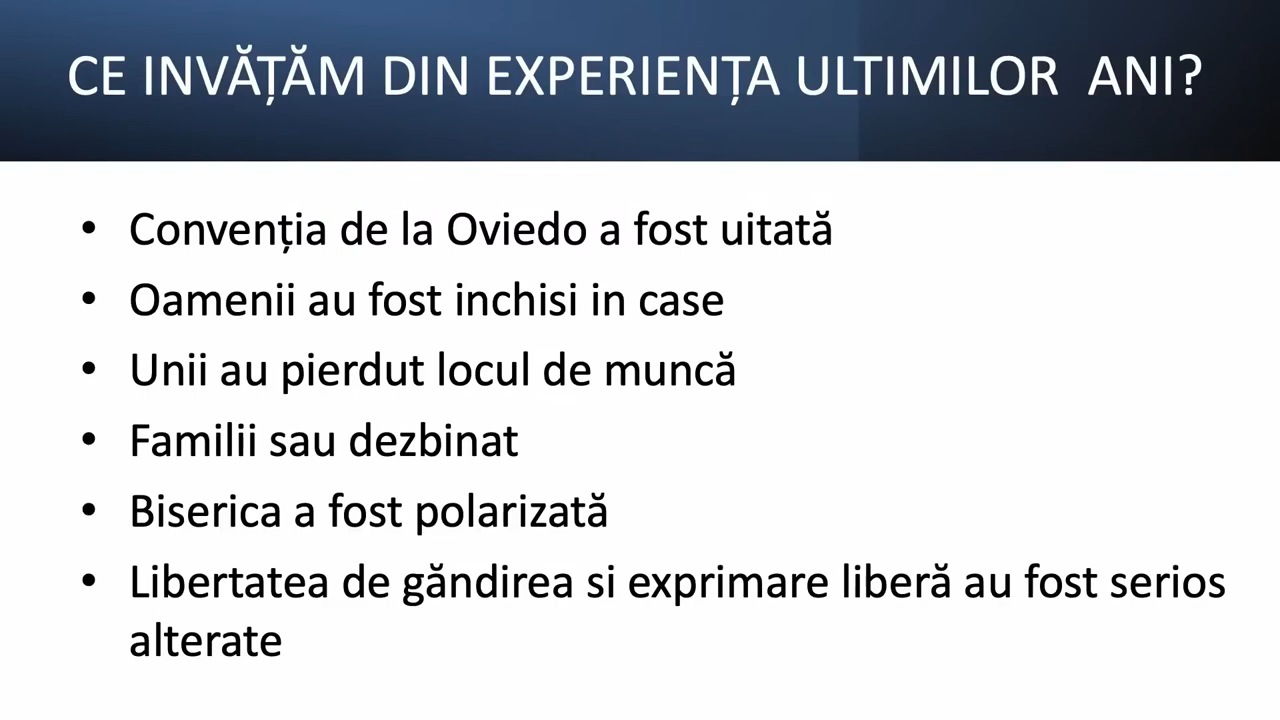 CE INVĂȚĂM DIN EXPERIENȚA ULTIMILOR ANI?
• Convenția de la Oviedo a fost uitată
• Oamenii au fost inchisi in case
• Unii au pierdut locul de muncă
• Familii sau dezbinat
• Biserica a fost polarizată
• Libertatea de găndirea si exprimare liberă au fost serios
alterate